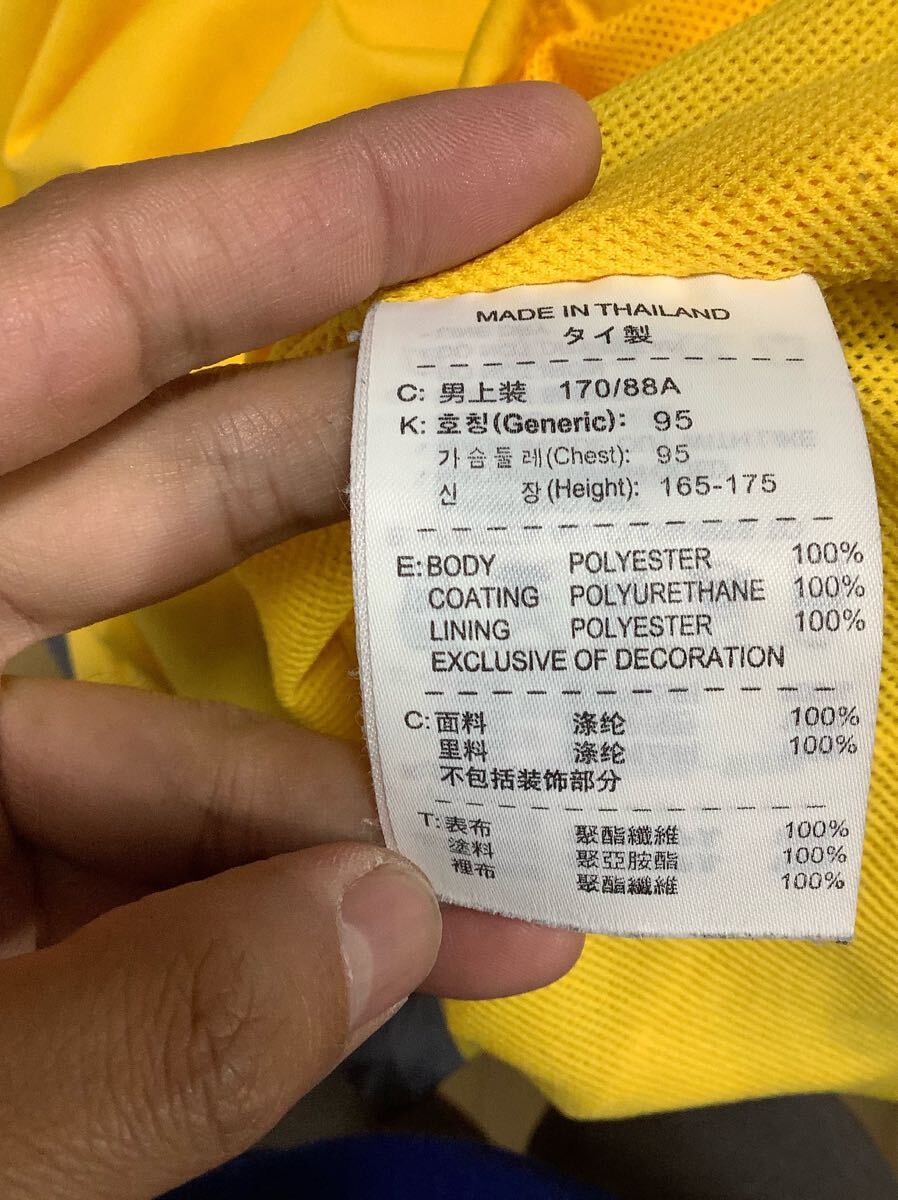 MADE IN THAILAND
タイ製
C: 男上装 170/88A
K: 호칭(Generic): 95
가슴둘레(Chest): 95
신 장(Height): 165-175
E: BODY POLYESTER 100%
COATING POLYURETHANE 100%
LINING POLYESTER 100%
EXCLUSIVE OF DECORATION
C: 面料 涤纶 100%
里料 涤纶 100%
不包括装饰部分
T: 表布 聚酯纖維 100%
塗料 聚亞胺酯 100%
裡布 聚酯纖維 100%